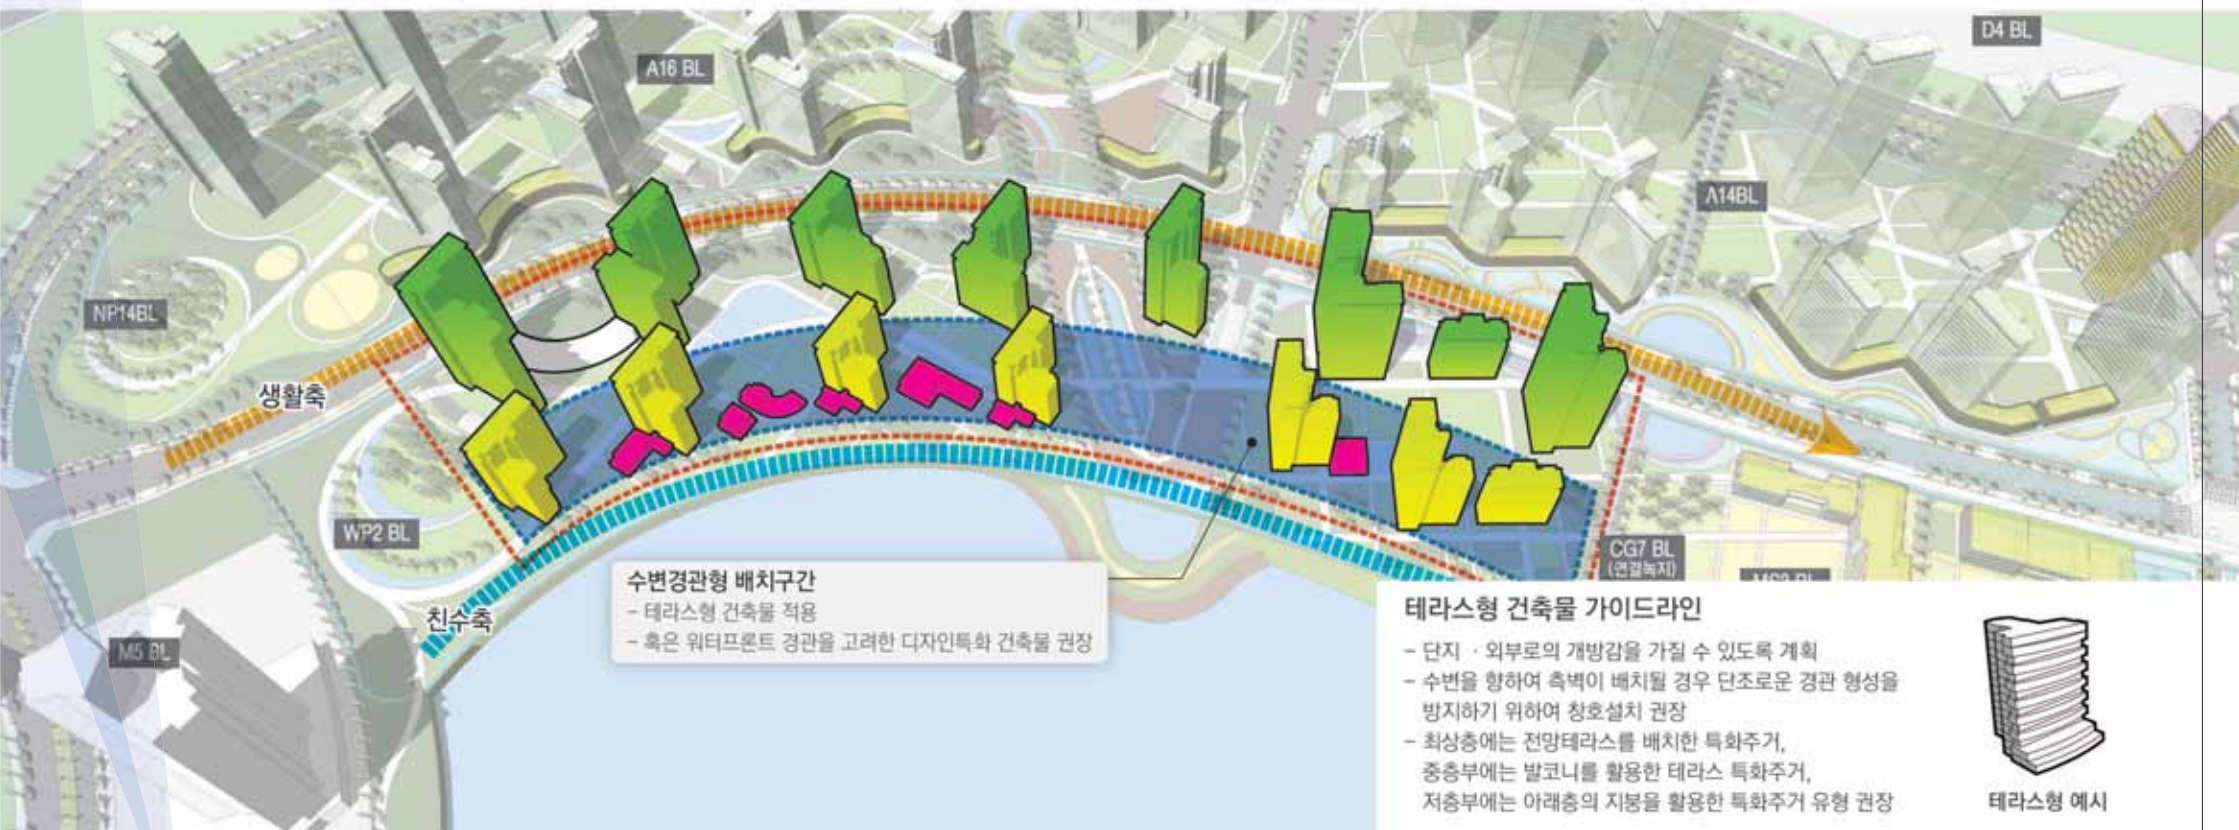 D4 BL
A16 BL
A14BL
NP14BL
생활축
WP2 BL
CG7 BL
(연결녹지)
친수축
M5 BL
수변경관형 배치구간
- 테라스형 건축물 적용
- 혹은 워터프론트 경관을 고려한 디자인특화 건축물 권장
테라스형 건축물 가이드라인
- 단지 · 외부로의 개방감을 가질 수 있도록 계획
- 수변을 향하여 측벽이 배치될 경우 단조로운 경관 형성을
방지하기 위하여 창호설치 권장
- 최상층에는 전망테라스를 배치한 특화주거,
중층부에는 발코니를 활용한 테라스 특화주거,
저층부에는 아래층의 지붕을 활용한 특화주거 유형 권장
테라스형 예시